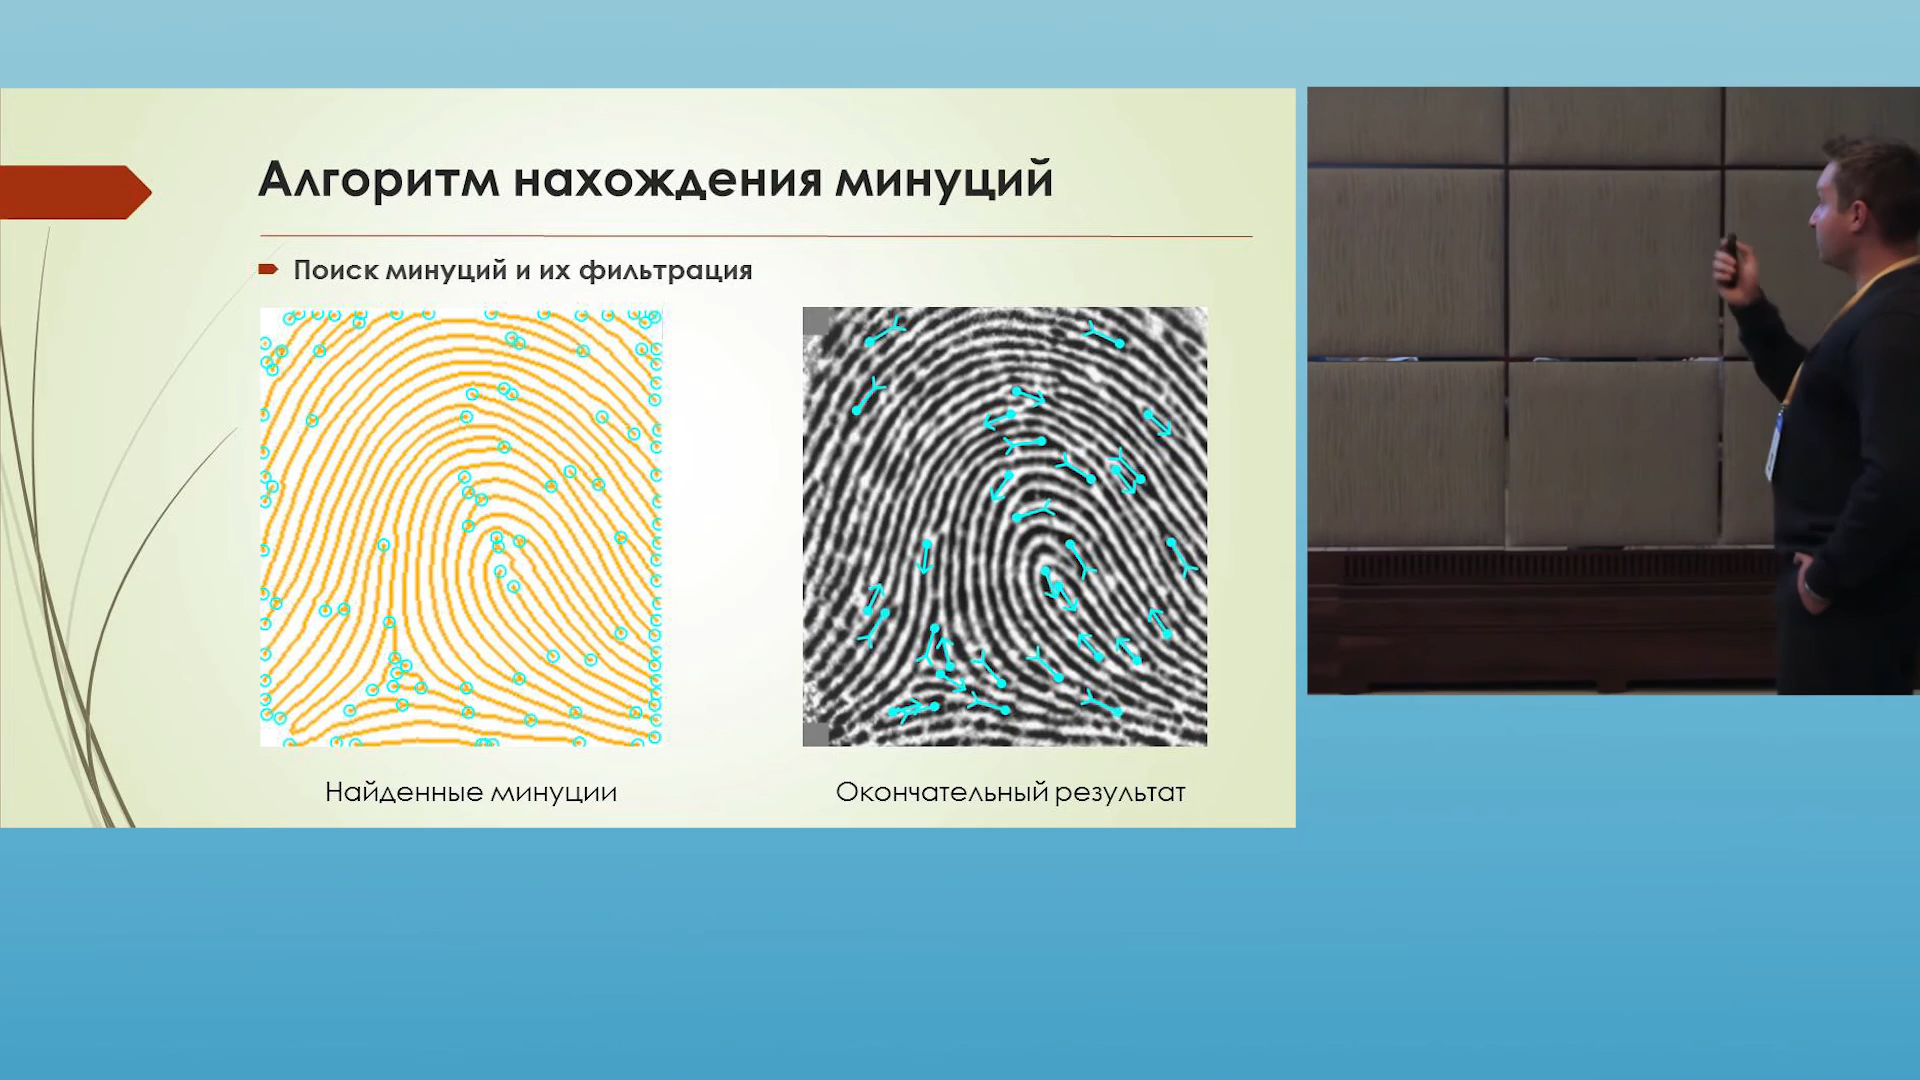 Алгоритм нахождения минуций
Поиск минуций и их фильтрация
Найденные минуции
Окончательный результат